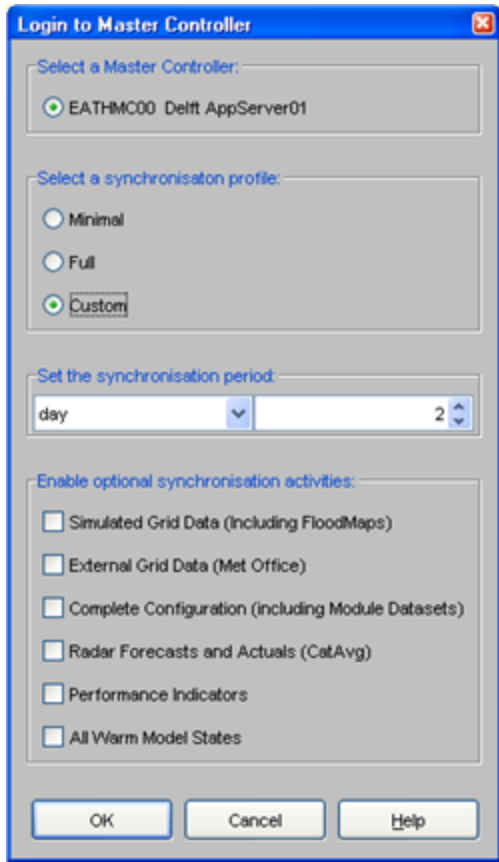 Login to Master Controller
Select a Master Controller:
EATHMC00 Delft AppServer01
Select a synchronisaton profile:
Minimal
Full
Custom
Set the synchronisation period:
day 2
Enable optional synchronisation activities:
Simulated Grid Data (Including FloodMaps)
External Grid Data (Met Office)
Complete Configuration (including Module Datasets)
Radar Forecasts and Actuals (CatAvg)
Performance Indicators
All Warm Model States
OK Cancel Help